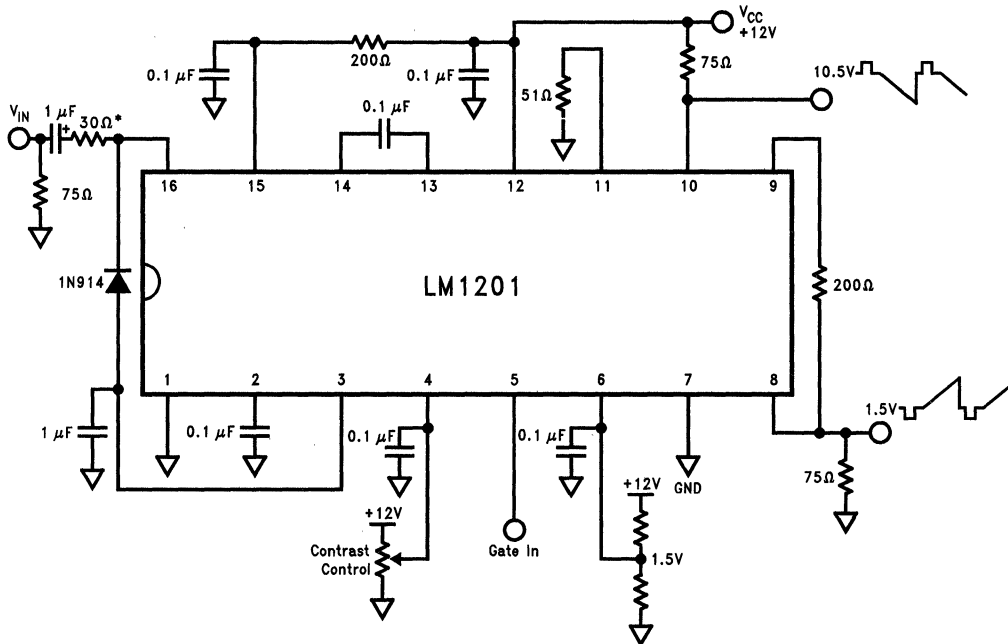 V_CC
+12V
200Ω
0.1 μF
0.1 μF
75Ω
10.5V
51Ω
0.1 μF
V_IN
1 μF
+
30Ω*
16
15
14
13
12
11
10
9
75Ω
1N914
LM1201
200Ω
1
2
3
4
5
6
7
8
1.5V
1 μF
0.1 μF
0.1 μF
0.1 μF
75Ω
GND
+12V
+12V
Contrast
Control
Gate In
1.5V